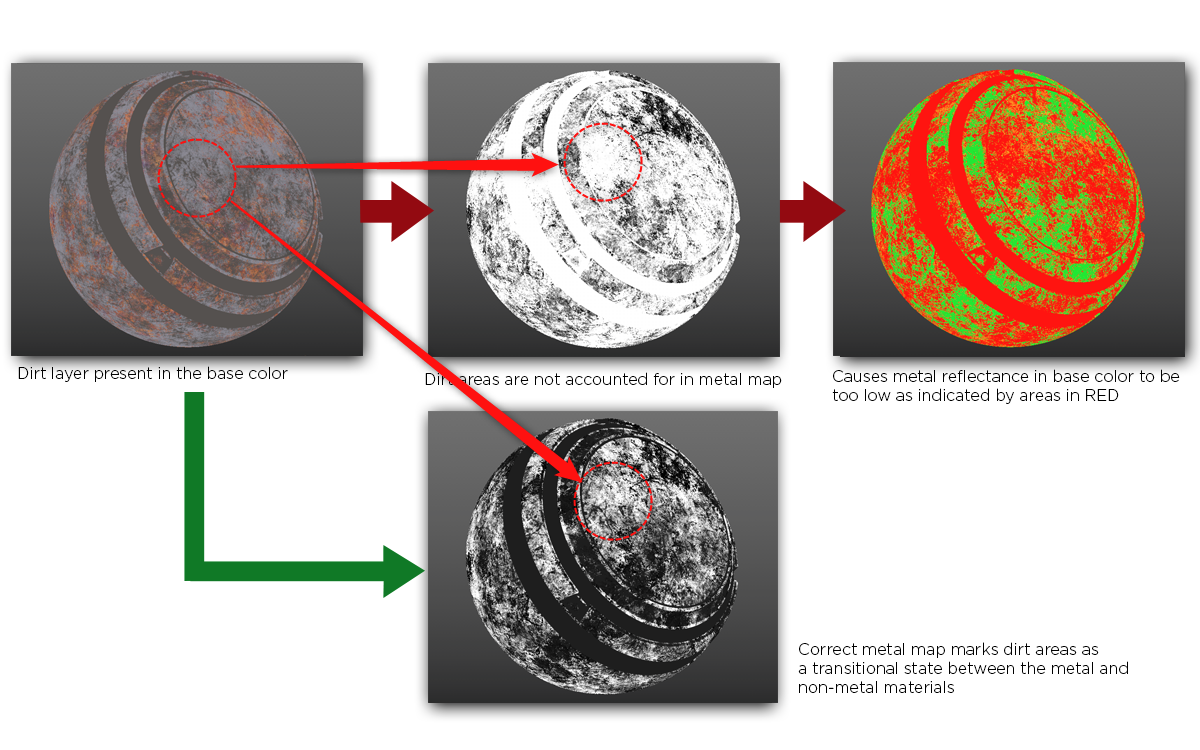 Dirt layer present in the base color
Dirt areas are not accounted for in metal map
Causes metal reflectance in base color to be
too low as indicated by areas in RED
Correct metal map marks dirt areas as
a transitional state between the metal and
non-metal materials